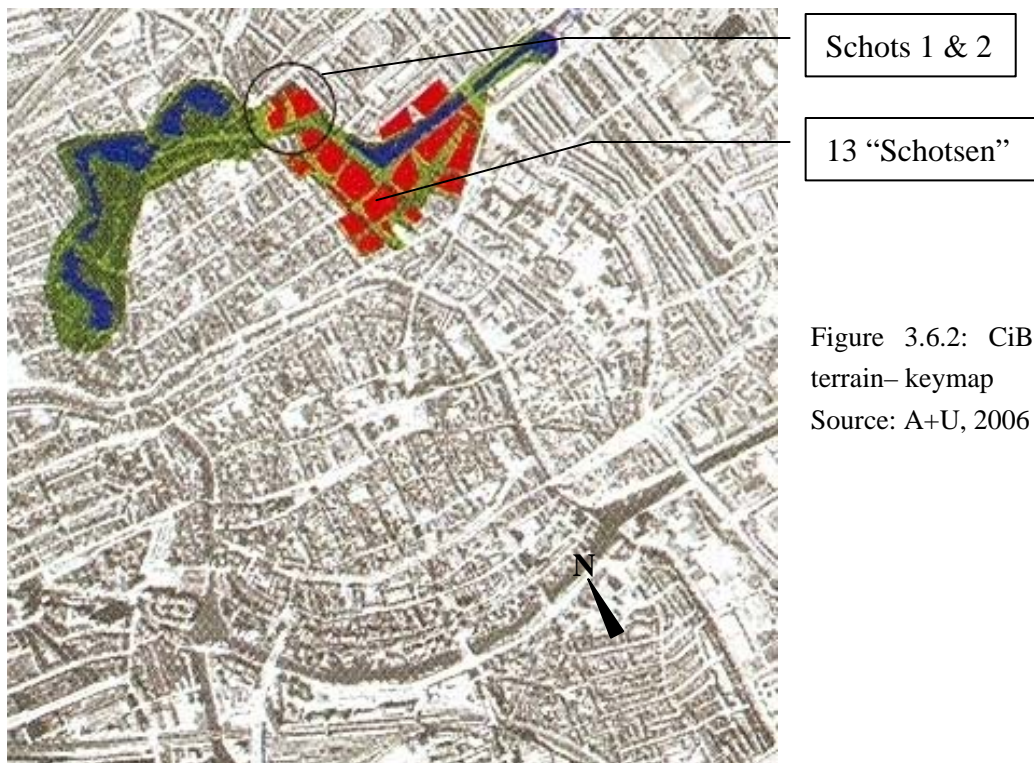 Schots 1 & 2
13 “Schotsen”
Figure 3.6.2: CiB
terrain– keymap
Source: A+U, 2006
N